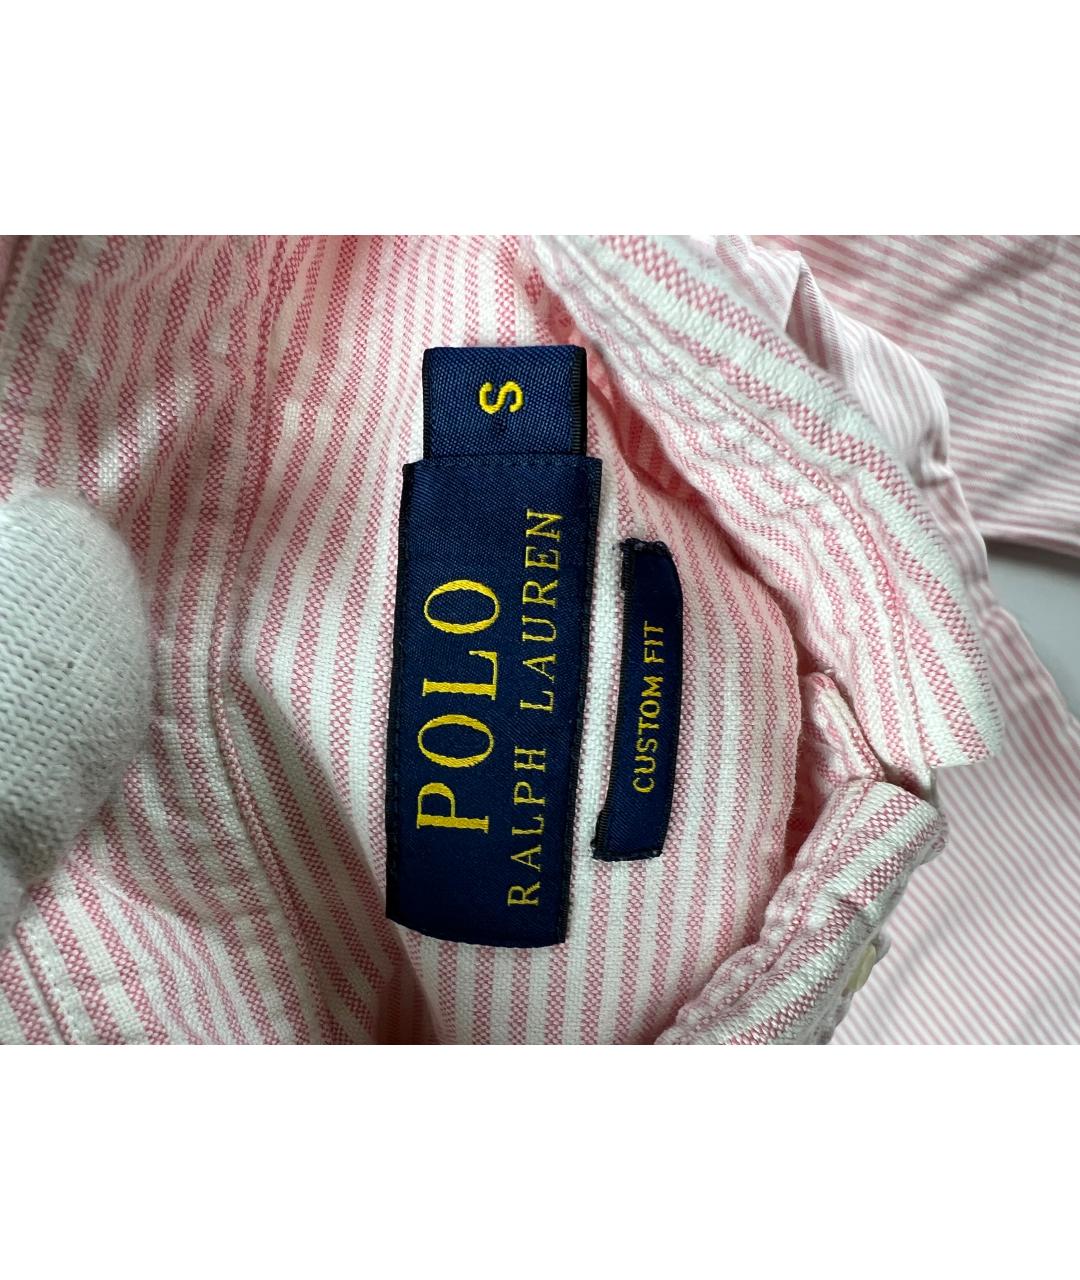 S
POLO
RALPH LAUREN
CUSTOM FIT